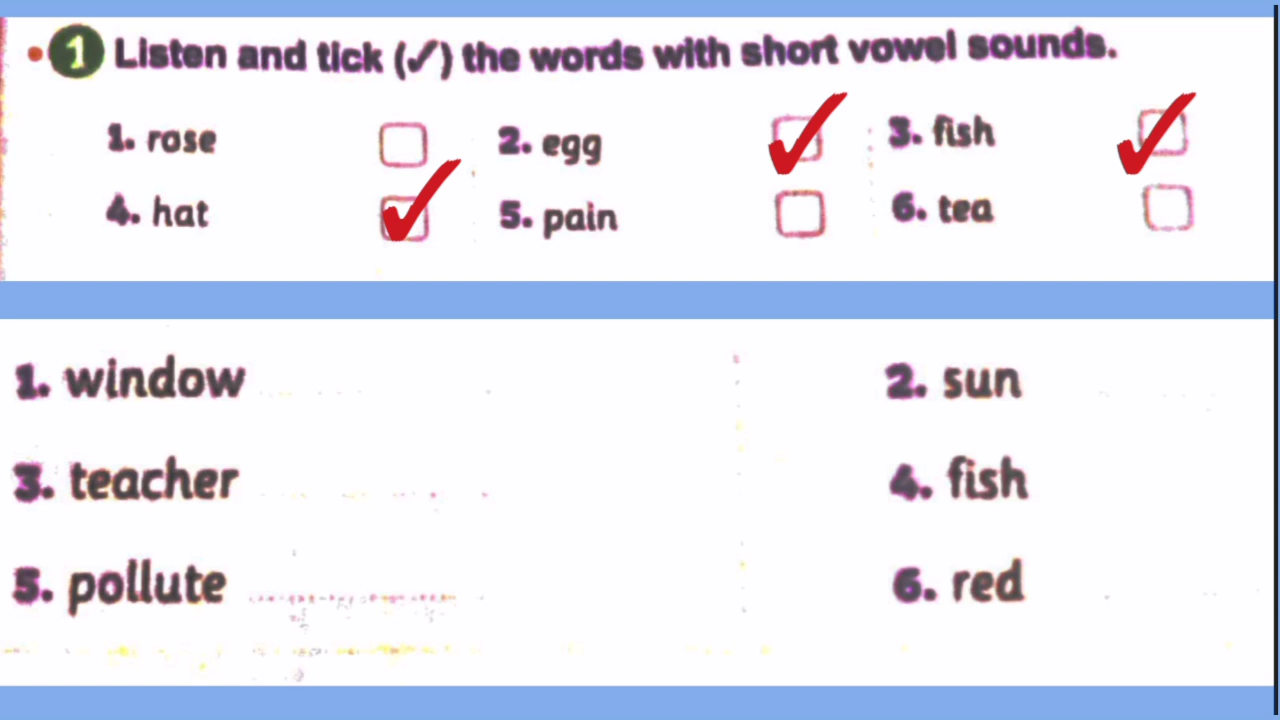 1 Listen and tick (✓) the words with short vowel sounds.
1. rose 2. egg 3. fish
4. hat 5. pain 6. tea
1. window 2. sun
3. teacher 4. fish
5. pollute 6. red